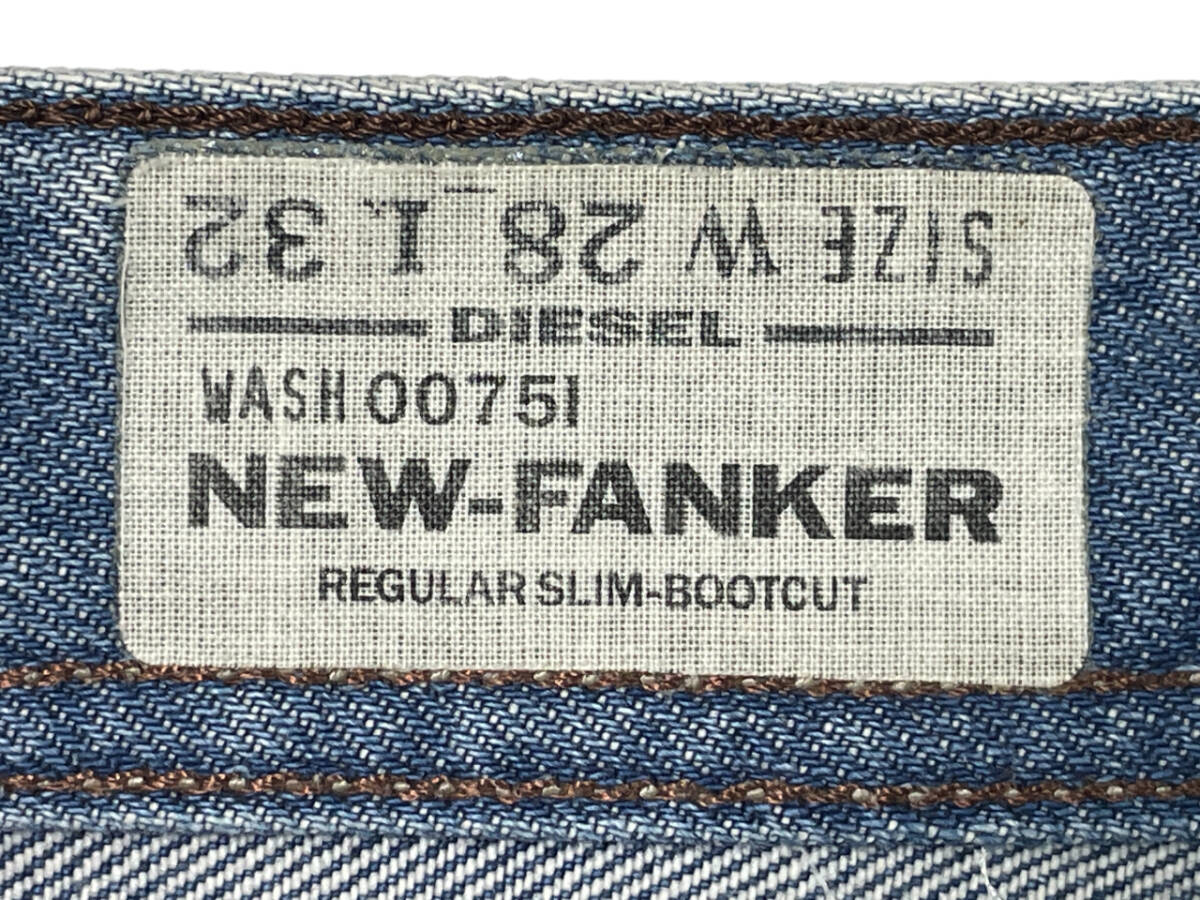 SIZE W 28 L 32
DIESEL
WASH 00751
NEW-FANKER
REGULAR SLIM-BOOTCUT